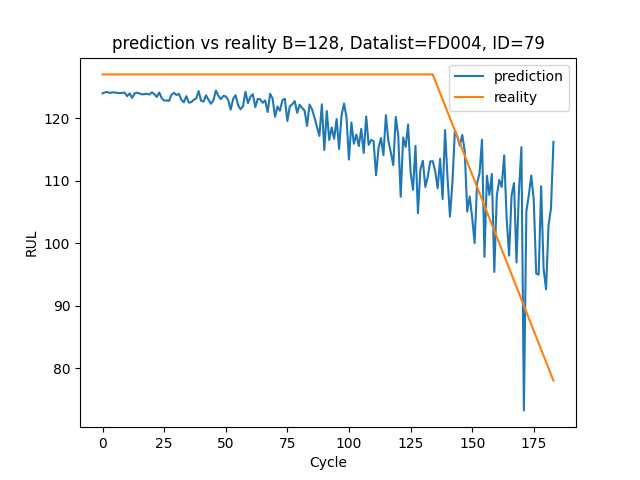 prediction vs reality B=128, Datalist=FD004, ID=79
prediction
reality
RUL
120
110
100
90
80
0
25
50
75
100
125
150
175
Cycle